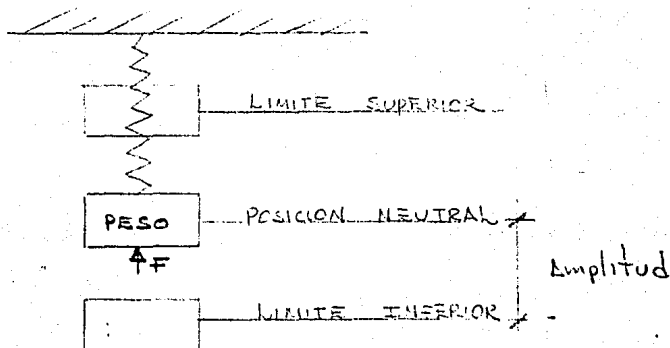 LIMITE SUPERIOR
PESO
POSICION NEUTRAL
F
Amplitud
LIMITE INFERIOR